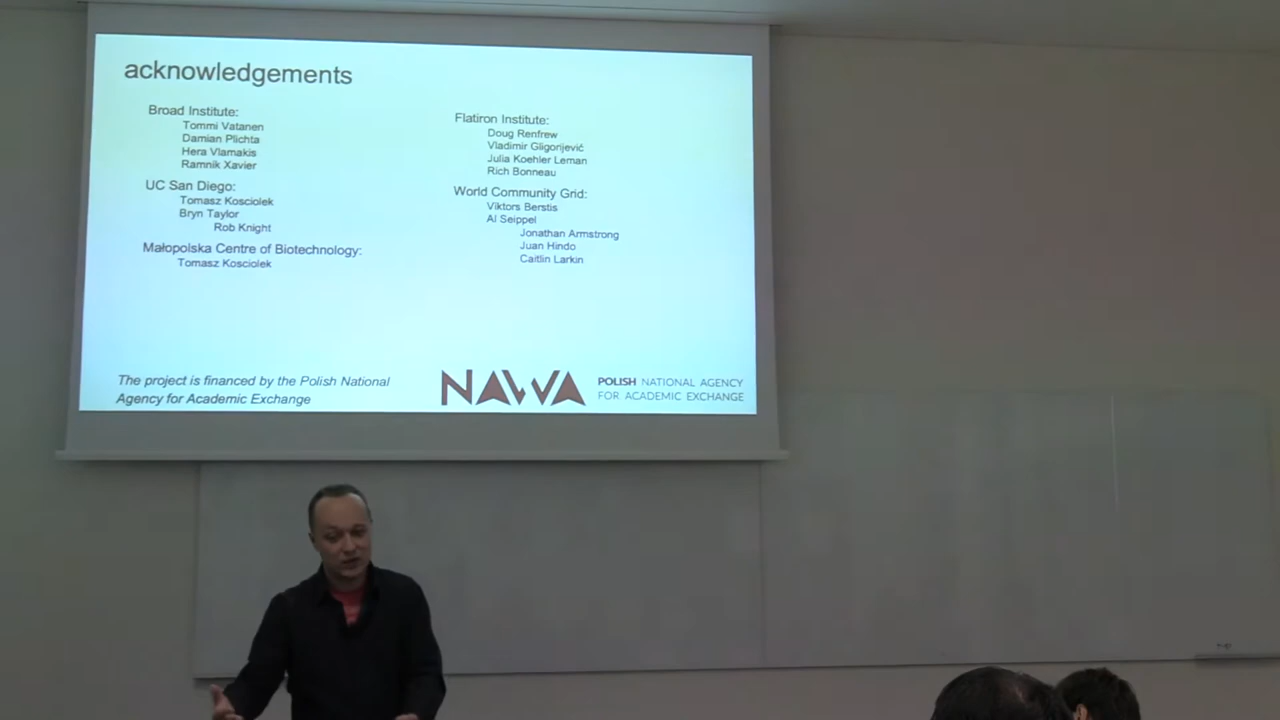 acknowledgements
Broad Institute:
Tommi Vatanen
Damian Plichta
Hera Vlamakis
Ramnik Xavier
UC San Diego:
Tomasz Kosciolek
Bryn Taylor
Rob Knight
Małopolska Centre of Biotechnology:
Tomasz Kosciolek
Flatiron Institute:
Doug Renfrew
Vladimir Gligorijević
Julia Koehler Leman
Rich Bonneau
World Community Grid:
Viktors Berstis
Al Seippel
Jonathan Armstrong
Juan Hindo
Caitlin Larkin
The project is financed by the Polish National
Agency for Academic Exchange
NAWA
POLISH NATIONAL AGENCY
FOR ACADEMIC EXCHANGE